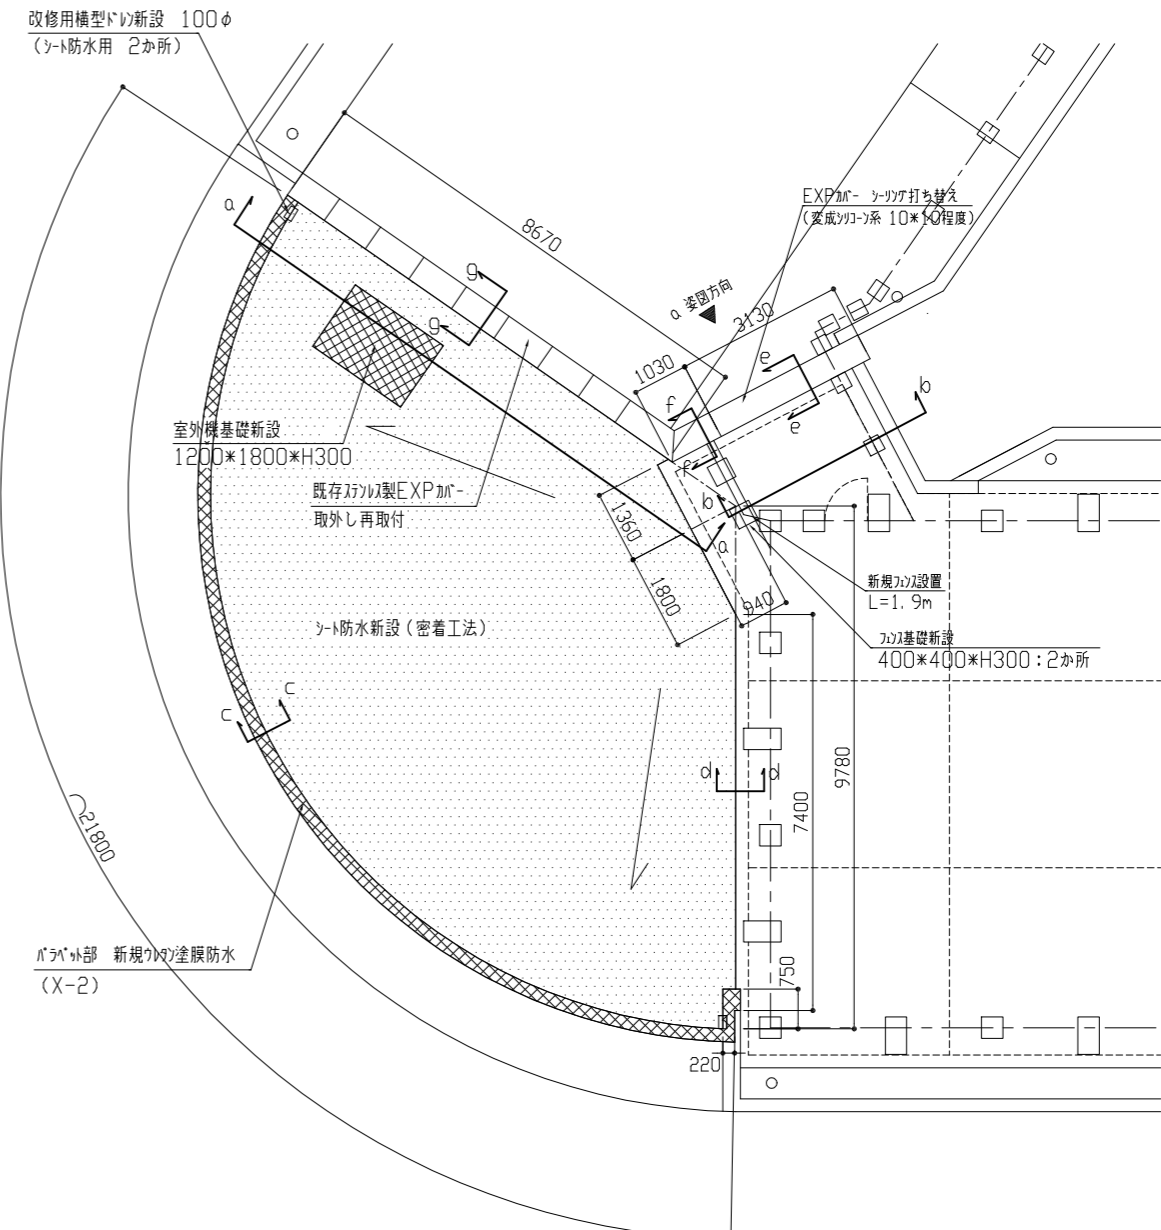 改修用横型ﾄﾞﾚﾝ新設　100φ
（ｼｰﾄ防水用　2か所）
EXPｶﾊﾞｰ　ｼｰﾘﾝｸﾞ打ち替え
（変成ｼﾘｺｰﾝ系 10*10程度）
8670
a 姿図方向
3130
1030
a
g
g
e
e
f
f
b
b
a
室外機基礎新設
1200*1800*H300
既存ｽﾃﾝﾚｽ製EXPｶﾊﾞｰ
取外し再取付
1360
1800
940
新規ﾌｪﾝｽ設置
L=1.9m
ﾌｪﾝｽ基礎新設
400*400*H300：2か所
ｼｰﾄ防水新設（密着工法）
c
c
d
d
9780
7400
21800
ﾊﾟﾗﾍﾟｯﾄ部　新規ｳﾚﾀﾝ塗膜防水
（X-2）
750
220